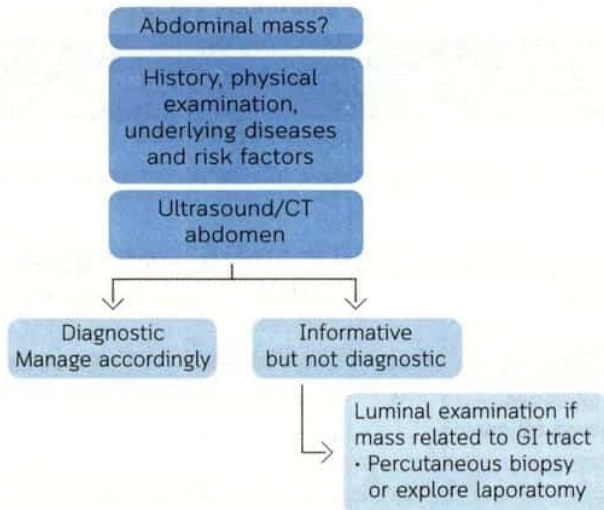 Abdominal mass?
History, physical
examination,
underlying diseases
and risk factors
Ultrasound/CT
abdomen
Diagnostic
Manage accordingly
Informative
but not diagnostic
Luminal examination if
mass related to GI tract
• Percutaneous biopsy
or explore laporatomy